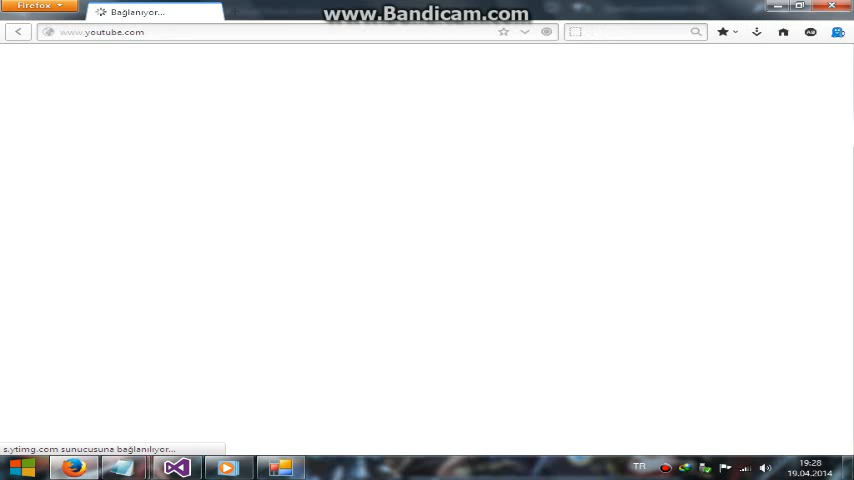 Firefox
Bağlanıyor...
www.Bandicam.com
www.youtube.com
s.ytimg.com sunucusuna bağlanılıyor...
TR
19:28
19.04.2014